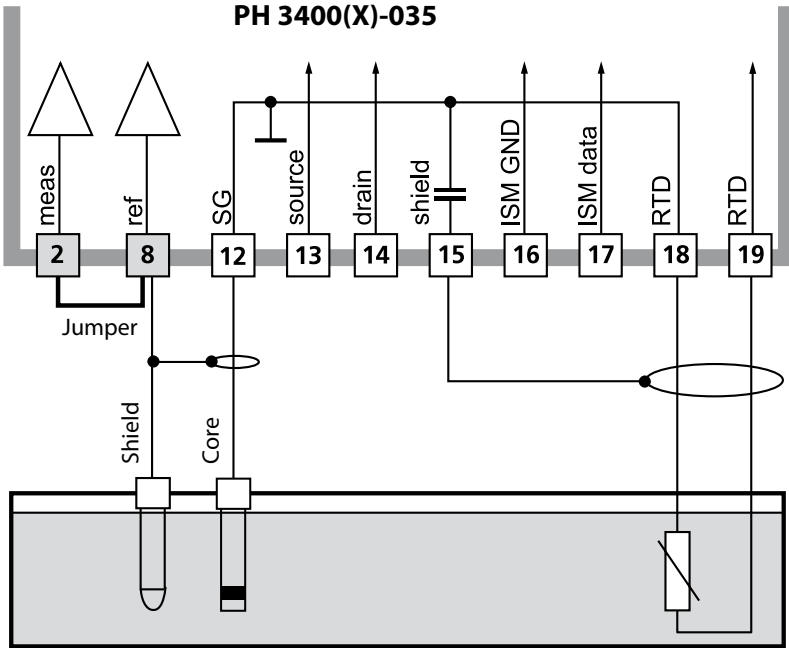 PH 3400(X)-035
meas
ref
SG
source
drain
shield
ISM GND
ISM data
RTD
RTD
2
8
12
13
14
15
16
17
18
19
Jumper
Shield
Core